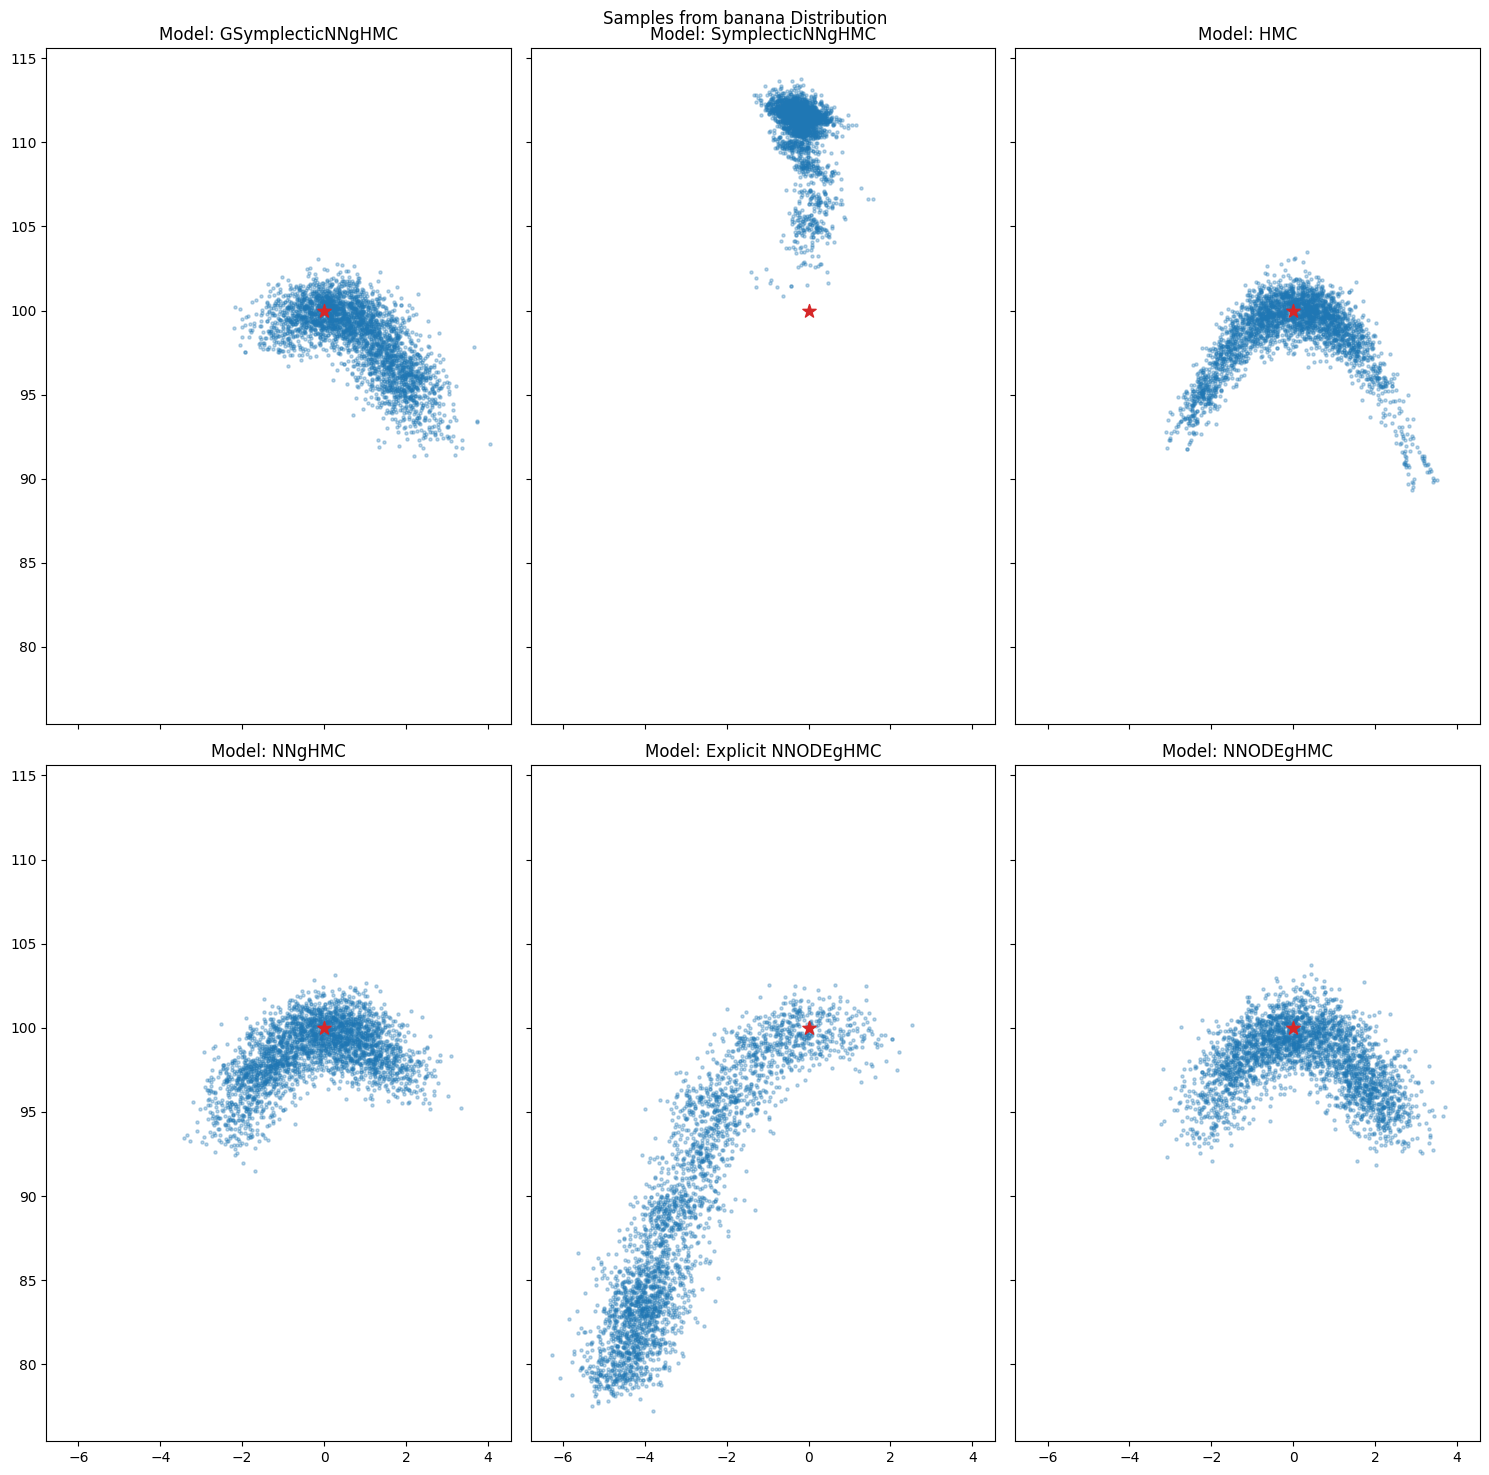 Samples from banana Distribution
Model: GSymplecticNNgHMC
Model: SymplecticNNgHMC
Model: HMC
115
110
105
100
95
90
85
80
Model: NNgHMC
Model: Explicit NNODEgHMC
Model: NNODEgHMC
115
110
105
100
95
90
85
80
−6 −4 −2 0 2 4
−6 −4 −2 0 2 4
−6 −4 −2 0 2 4